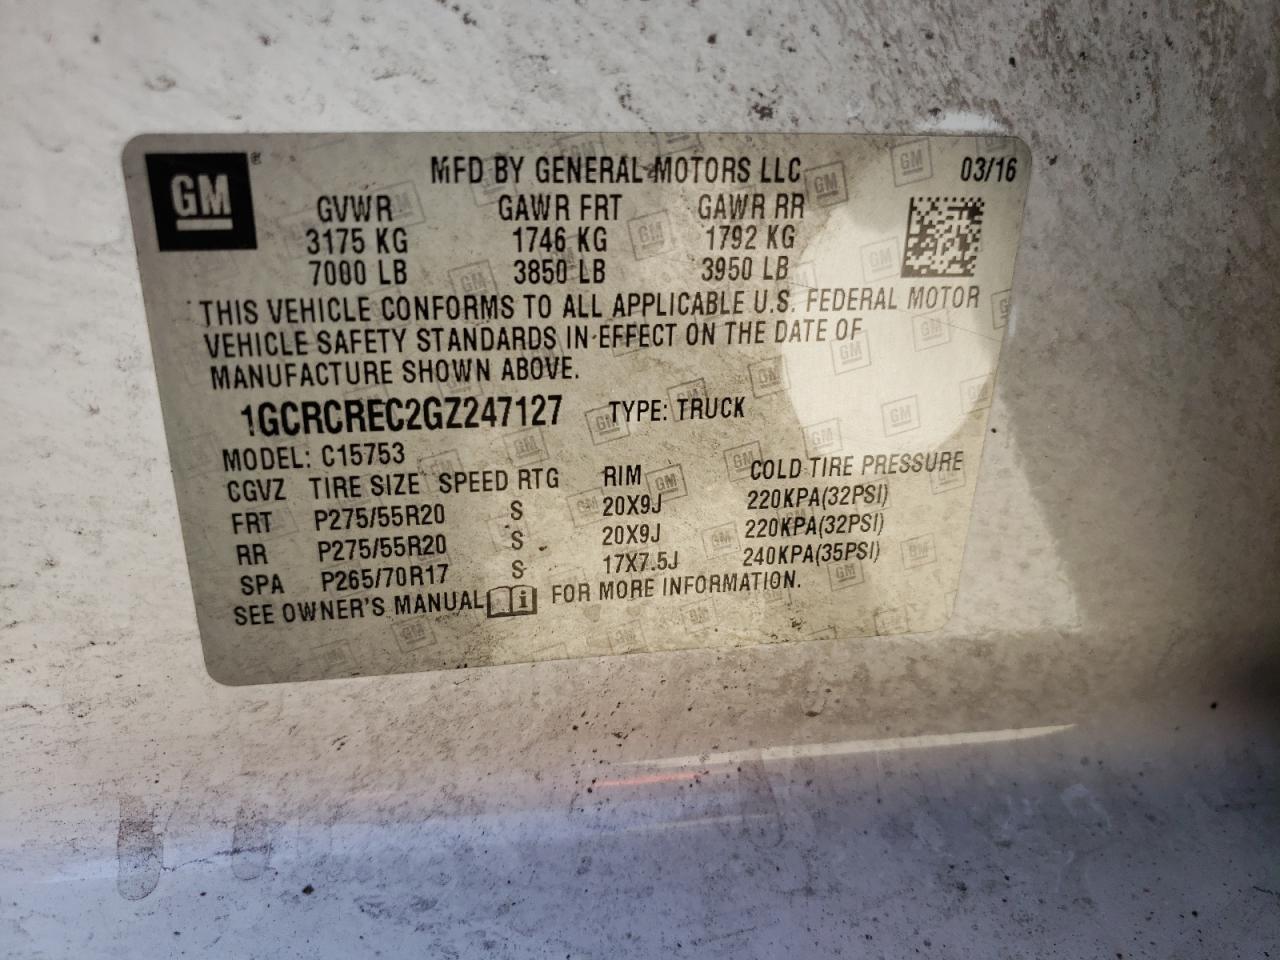 GM ®
MFD BY GENERAL MOTORS LLC 03/16
GVWR GAWR FRT GAWR RR
3175 KG 1746 KG 1792 KG
7000 LB 3850 LB 3950 LB
THIS VEHICLE CONFORMS TO ALL APPLICABLE U.S. FEDERAL MOTOR
VEHICLE SAFETY STANDARDS IN EFFECT ON THE DATE OF
MANUFACTURE SHOWN ABOVE.
1GCRCREC2GZ247127 TYPE: TRUCK
MODEL: C15753
CGVZ TIRE SIZE SPEED RTG RIM COLD TIRE PRESSURE
FRT P275/55R20 S 20X9J 220KPA(32PSI)
RR P275/55R20 S 20X9J 220KPA(32PSI)
SPA P265/70R17 S 17X7.5J 240KPA(35PSI)
SEE OWNER'S MANUAL FOR MORE INFORMATION.